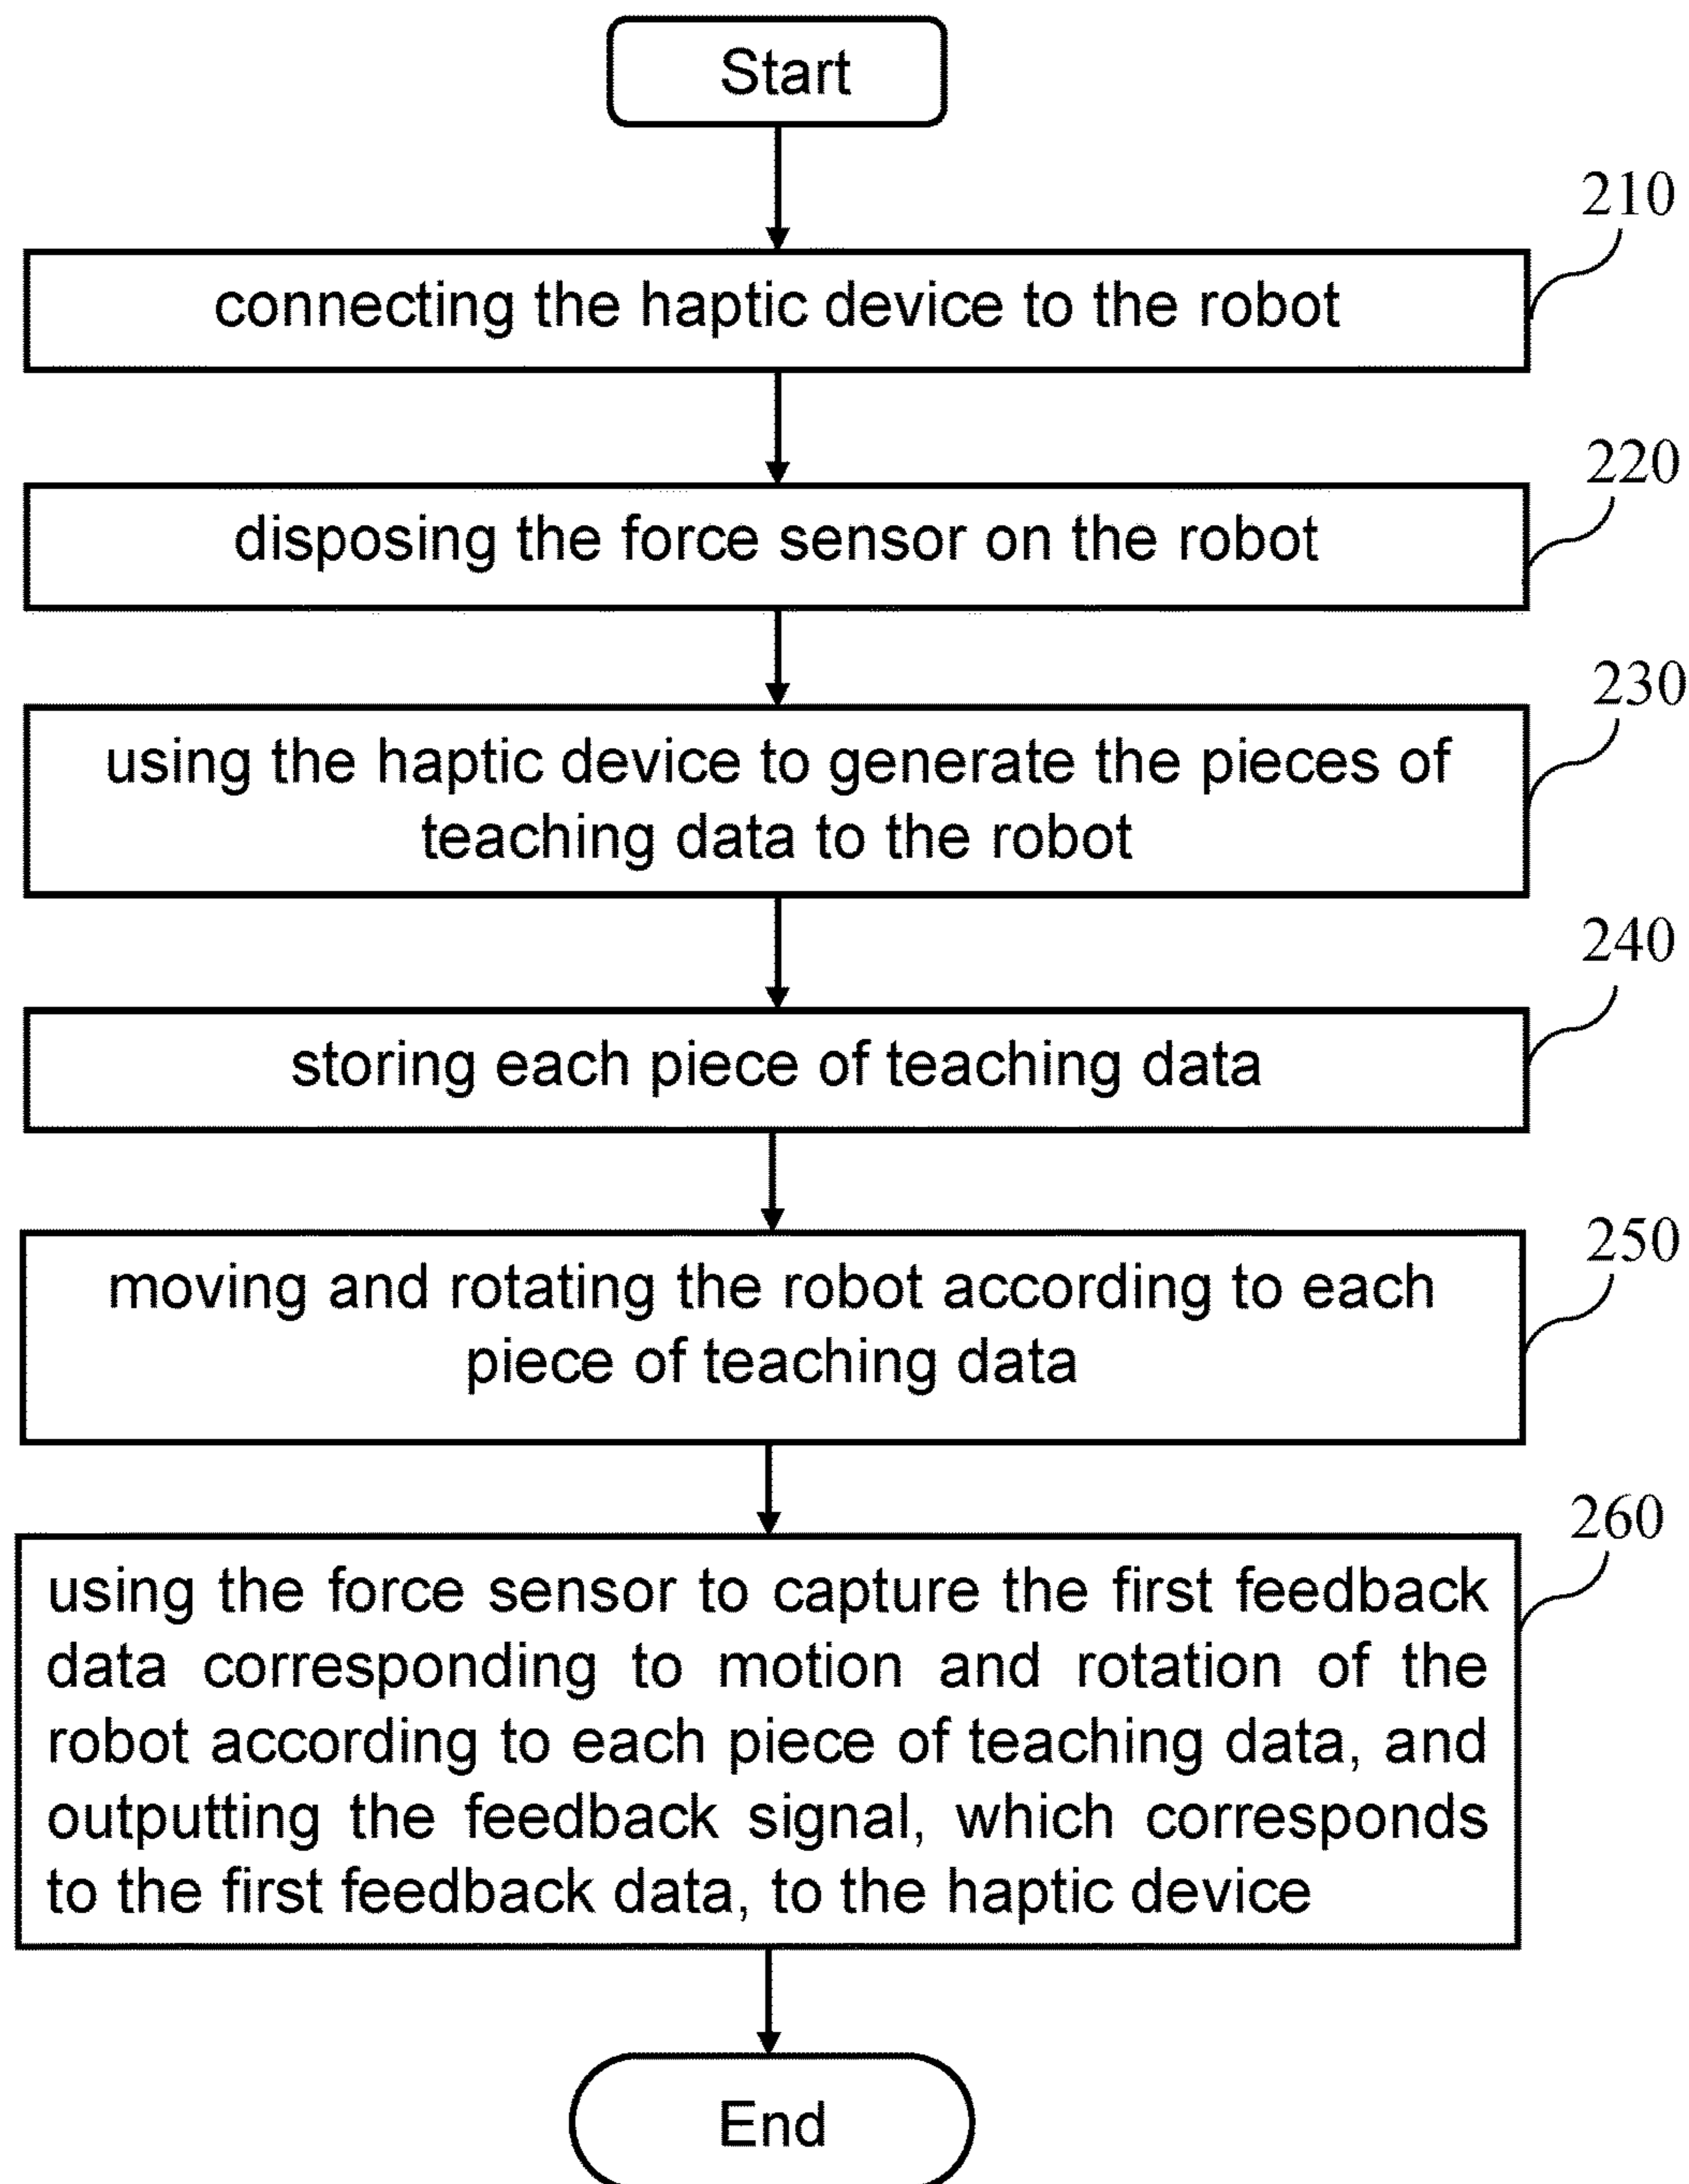 Start
210
connecting the haptic device to the robot
220
disposing the force sensor on the robot
230
using the haptic device to generate the pieces of
teaching data to the robot
240
storing each piece of teaching data
250
moving and rotating the robot according to each
piece of teaching data
260
using the force sensor to capture the first feedback
data corresponding to motion and rotation of the
robot according to each piece of teaching data, and
outputting the feedback signal, which corresponds
to the first feedback data, to the haptic device
End